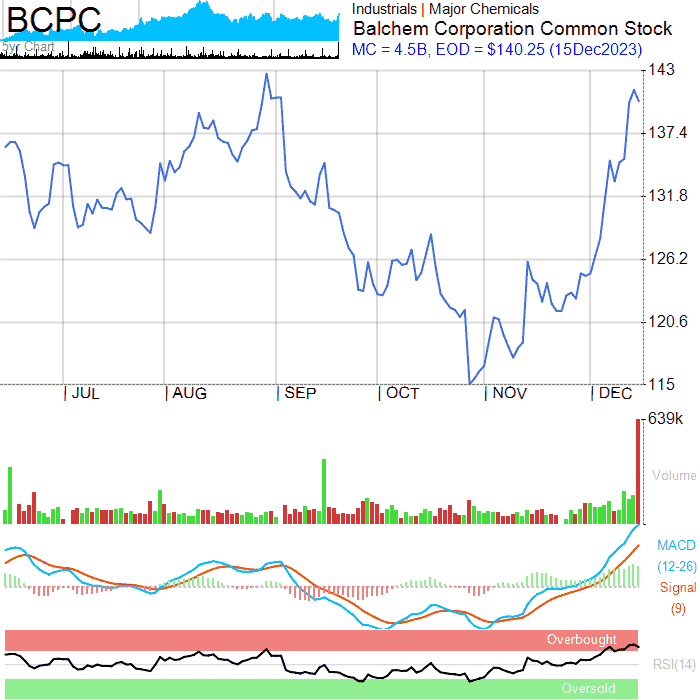 BCPC
5yr Chart
Industrials | Major Chemicals
Balchem Corporation Common Stock
MC = 4.5B, EOD = $140.25 (15Dec2023)
143
137.4
131.8
126.2
120.6
115
| JUL | AUG | SEP | OCT | NOV | DEC
639k
Volume
MACD
(12-26)
Signal
(9)
Overbought
RSI(14)
Oversold